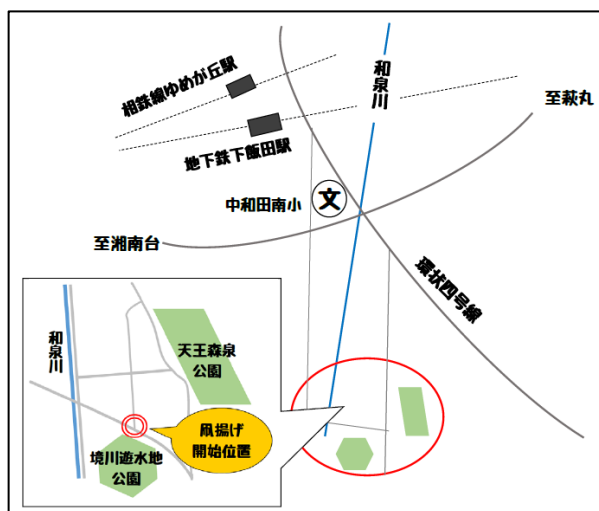 相鉄線ゆめが丘駅
地下鉄下飯田駅
和泉川
至萩丸
中和田南小
文
至湘南台
環状四号線
和泉川
天王森泉
公園
凧揚げ
開始位置
境川遊水地
公園